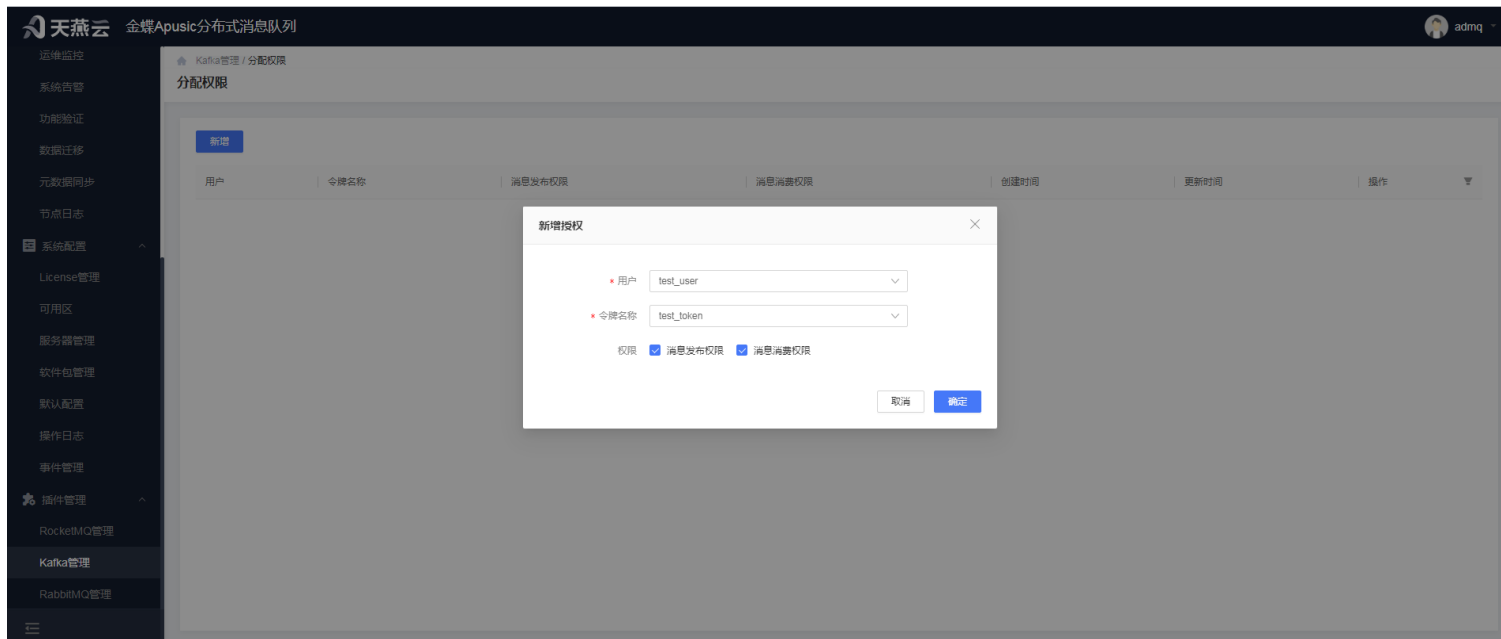 天燕云 金蝶Apusic分布式消息队列 admq
运维监控
系统告警
功能验证
数据迁移
元数据同步
节点日志
系统配置
License管理
可用区
服务器管理
软件包管理
默认配置
操作日志
事件管理
插件管理
RocketMQ管理
Kafka管理
RabbitMQ管理
Kafka管理 / 分配权限
分配权限
新增
用户 令牌名称 消息发布权限 消息消费权限 创建时间 更新时间 操作
新增授权
* 用户 test_user
* 令牌名称 test_token
权限 消息发布权限 消息消费权限
取消 确定